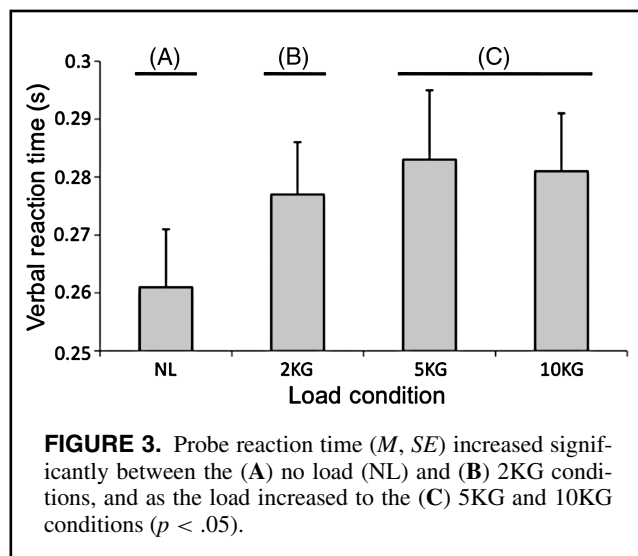 (A) (B) (C)
0.3
0.29
0.28
0.27
0.26
0.25
Verbal reaction time (s)
NL 2KG 5KG 10KG
Load condition
FIGURE 3. Probe reaction time (M, SE) increased signif-
icantly between the (A) no load (NL) and (B) 2KG condi-
tions, and as the load increased to the (C) 5KG and 10KG
conditions (p < .05).